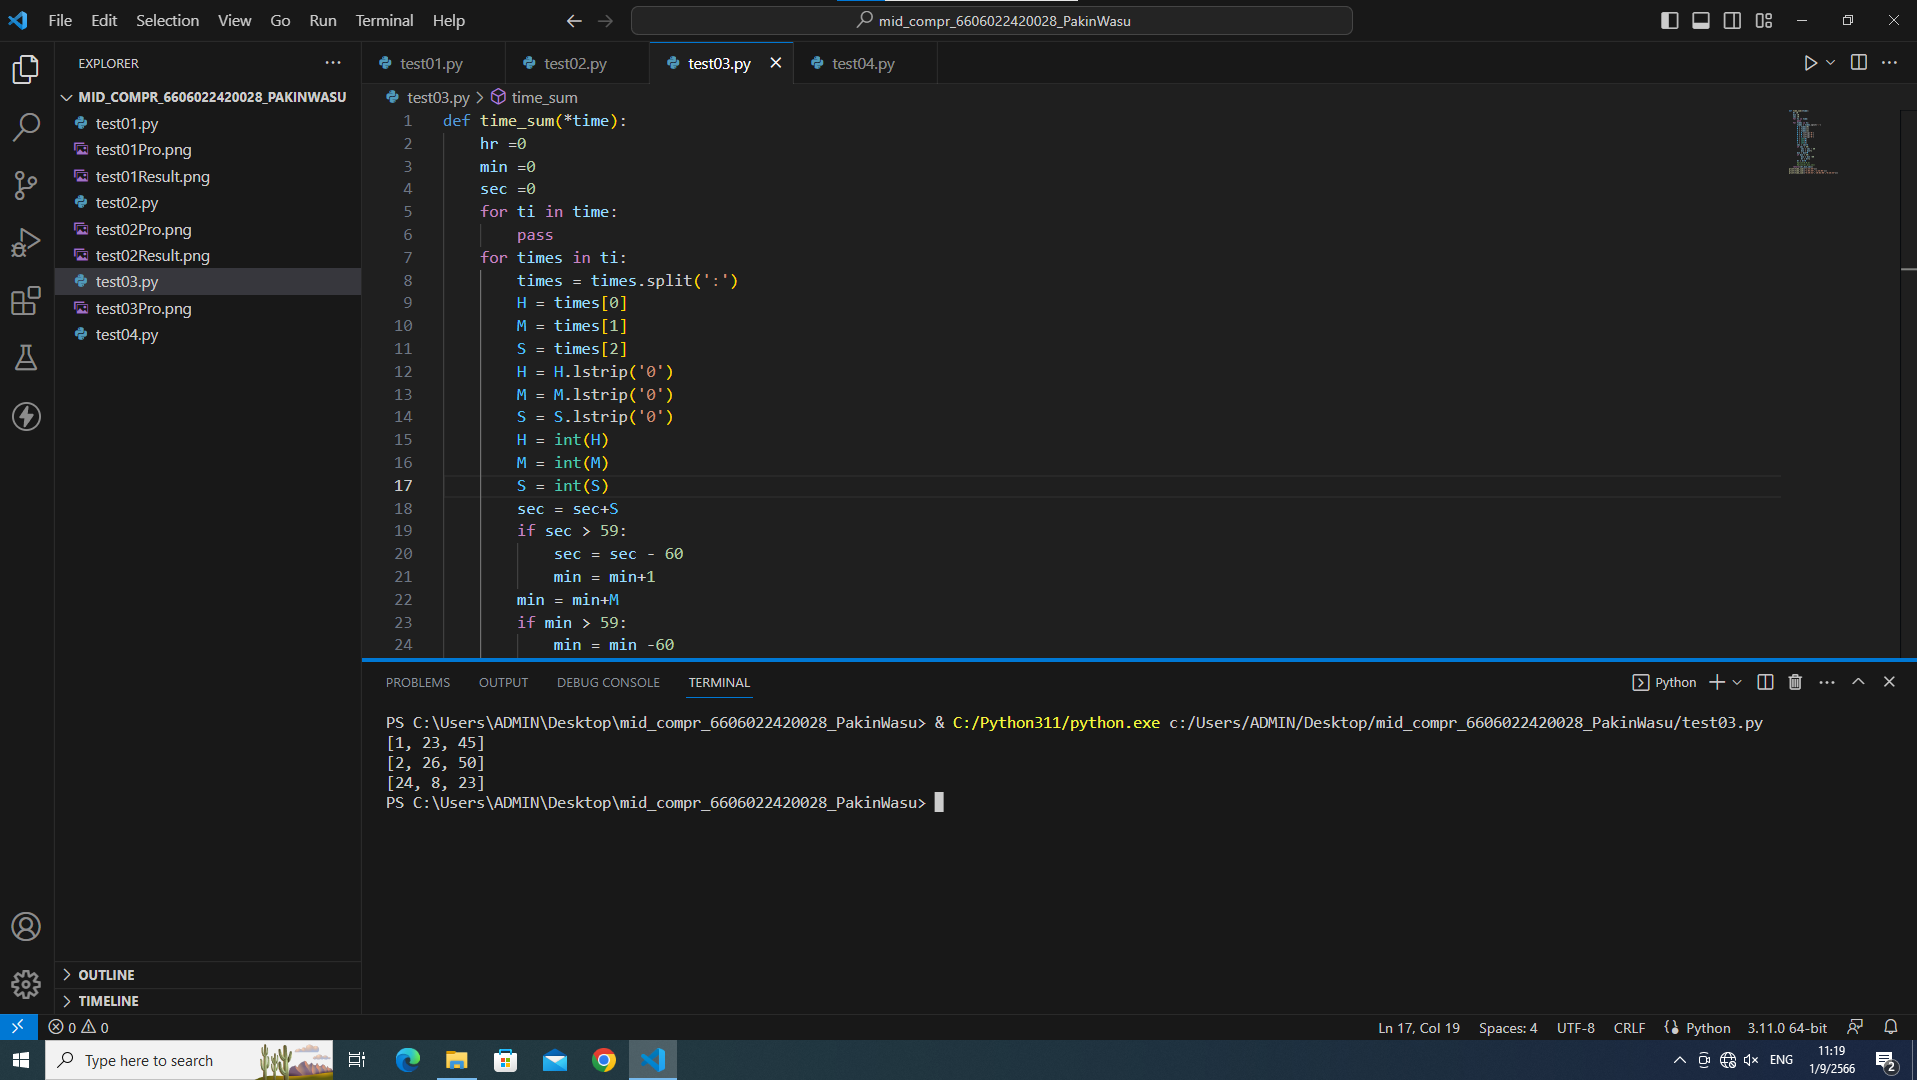 File Edit Selection View Go Run Terminal Help
mid_compr_6606022420028_PakinWasu
EXPLORER
test01.py test02.py test03.py test04.py
MID_COMPR_6606022420028_PAKINWASU
test01.py
test01Pro.png
test01Result.png
test02.py
test02Pro.png
test02Result.png
test03.py
test03Pro.png
test04.py
test03.py > time_sum
1 def time_sum(*time):
2 hr =0
3 min =0
4 sec =0
5 for ti in time:
6 pass
7 for times in ti:
8 times = times.split(':')
9 H = times[0]
10 M = times[1]
11 S = times[2]
12 H = H.lstrip('0')
13 M = M.lstrip('0')
14 S = S.lstrip('0')
15 H = int(H)
16 M = int(M)
17 S = int(S)
18 sec = sec+S
19 if sec > 59:
20 sec = sec - 60
21 min = min+1
22 min = min+M
23 if min > 59:
24 min = min -60
PROBLEMS OUTPUT DEBUG CONSOLE TERMINAL
Python
PS C:\Users\ADMIN\Desktop\mid_compr_6606022420028_PakinWasu> & C:/Python311/python.exe c:/Users/ADMIN/Desktop/mid_compr_6606022420028_PakinWasu/test03.py
[1, 23, 45]
[2, 26, 50]
[24, 8, 23]
PS C:\Users\ADMIN\Desktop\mid_compr_6606022420028_PakinWasu>
OUTLINE
TIMELINE
0 0
Ln 17, Col 19 Spaces: 4 UTF-8 CRLF Python 3.11.0 64-bit
Type here to search
ENG
11:19
1/9/2566
2